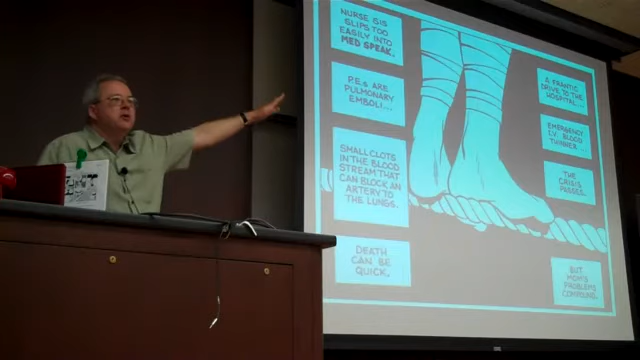 NURSE SIS
SLIPS TOO
EASILY INTO
MED SPEAK.
P.E.s ARE
PULMONARY
EMBOLI...
SMALL CLOTS
IN THE BLOOD
STREAM THAT
CAN BLOCK AN
ARTERY TO
THE LUNGS.
DEATH
CAN BE
QUICK.
A FRANTIC
DRIVE TO THE
HOSPITAL...
EMERGENCY
I.V. BLOOD
THINNER...
THE
CRISIS
PASSES.
BUT
MOM'S
PROBLEMS
COMPOUND.